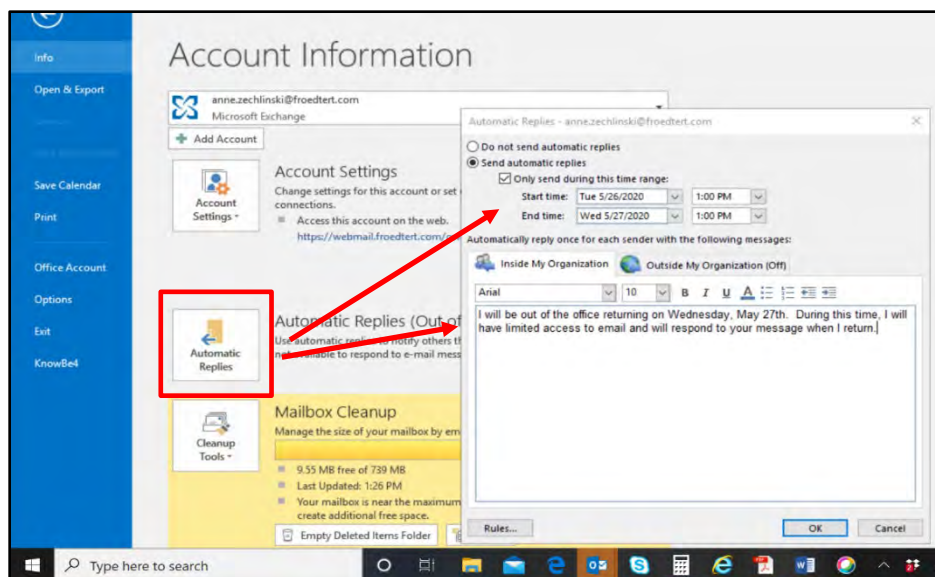 Info
Open & Export
Save Calendar
Print
Office Account
Options
Exit
KnowBe4
Account Information
anne.zechlinski@froedtert.com
Microsoft Exchange
Add Account
Account
Settings
Account Settings
Change settings for this account or set
connections.
Access this account on the web.
https://webmail.froedtert.com/
Automatic
Replies
Automatic Replies (Out of
Use automatic replies to notify others
not available to respond to e-mail mess
Cleanup
Tools
Mailbox Cleanup
Manage the size of your mailbox by em
9.55 MB free of 739 MB
Last Updated: 1:26 PM
Your mailbox is near the maximum
create additional free space.
Empty Deleted Items Folder
Automatic Replies - anne.zechlinski@froedtert.com
Do not send automatic replies
Send automatic replies
Only send during this time range:
Start time: Tue 5/26/2020 1:00 PM
End time: Wed 5/27/2020 1:00 PM
Automatically reply once for each sender with the following messages:
Inside My Organization Outside My Organization (Off)
Arial 10 B I U A
I will be out of the office returning on Wednesday, May 27th. During this time, I will
have limited access to email and will respond to your message when I return.
Rules... OK Cancel
Type here to search